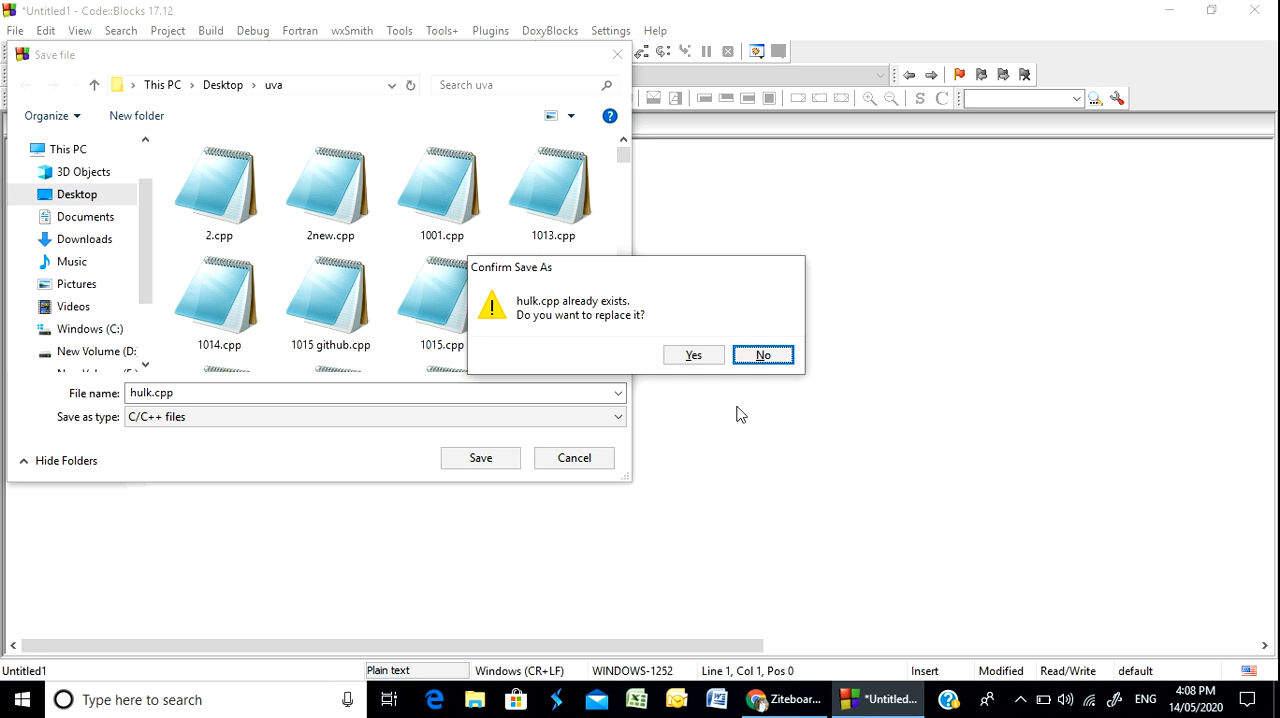 *Untitled1 - Code::Blocks 17.12
File Edit View Search Project Build Debug Fortran wxSmith Tools Tools+ Plugins DoxyBlocks Settings Help
Save file
This PC > Desktop > uva
Search uva
Organize
New folder
This PC
3D Objects
Desktop
Documents
Downloads
Music
Pictures
Videos
Windows (C:)
New Volume (D:
2.cpp
2new.cpp
1001.cpp
1013.cpp
1014.cpp
1015 github.cpp
1015.cpp
Confirm Save As
hulk.cpp already exists.
Do you want to replace it?
Yes
No
File name: hulk.cpp
Save as type: C/C++ files
Hide Folders
Save
Cancel
S C
Untitled1
Plain text
Windows (CR+LF)
WINDOWS-1252
Line 1, Col 1, Pos 0
Insert
Modified
Read/Write
default
Type here to search
Ziteboar...
*Untitled...
ENG
4:08 PM
14/05/2020